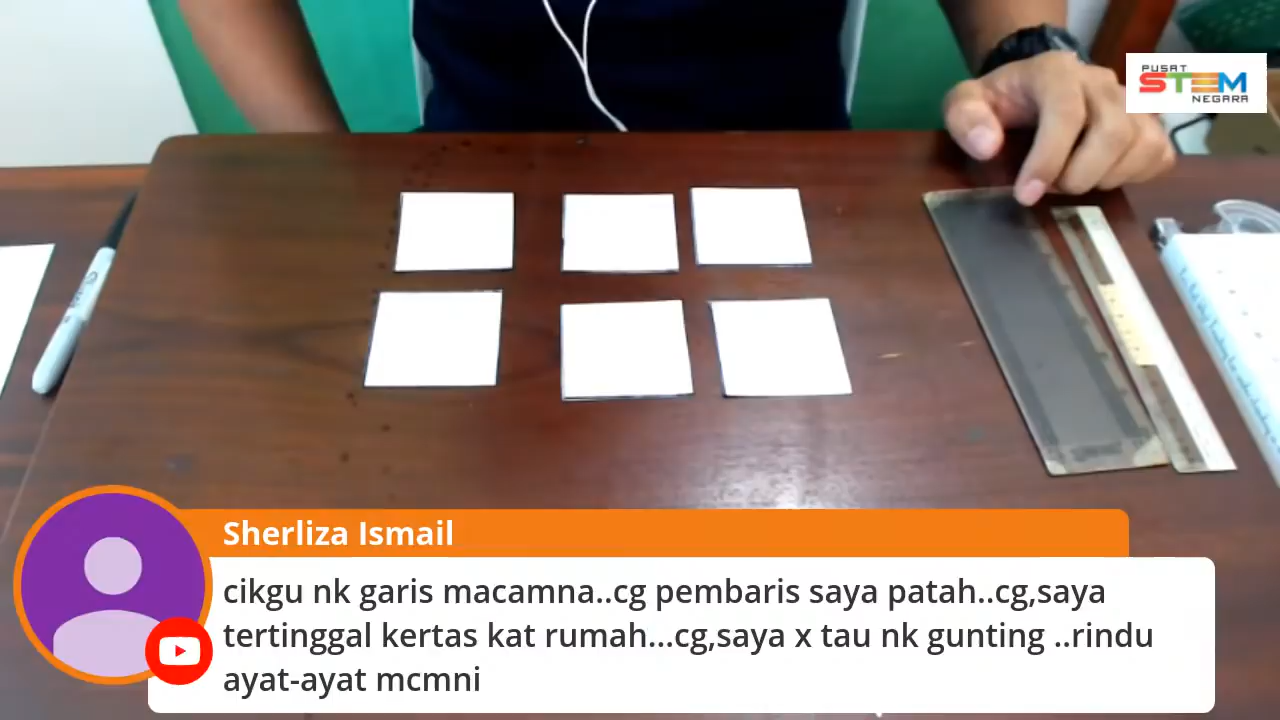 PUSAT
STEM
NEGARA
Sherliza Ismail
cikgu nk garis macamna..cg pembaris saya patah..cg,saya
tertinggal kertas kat rumah...cg,saya x tau nk gunting ..rindu
ayat-ayat mcmni